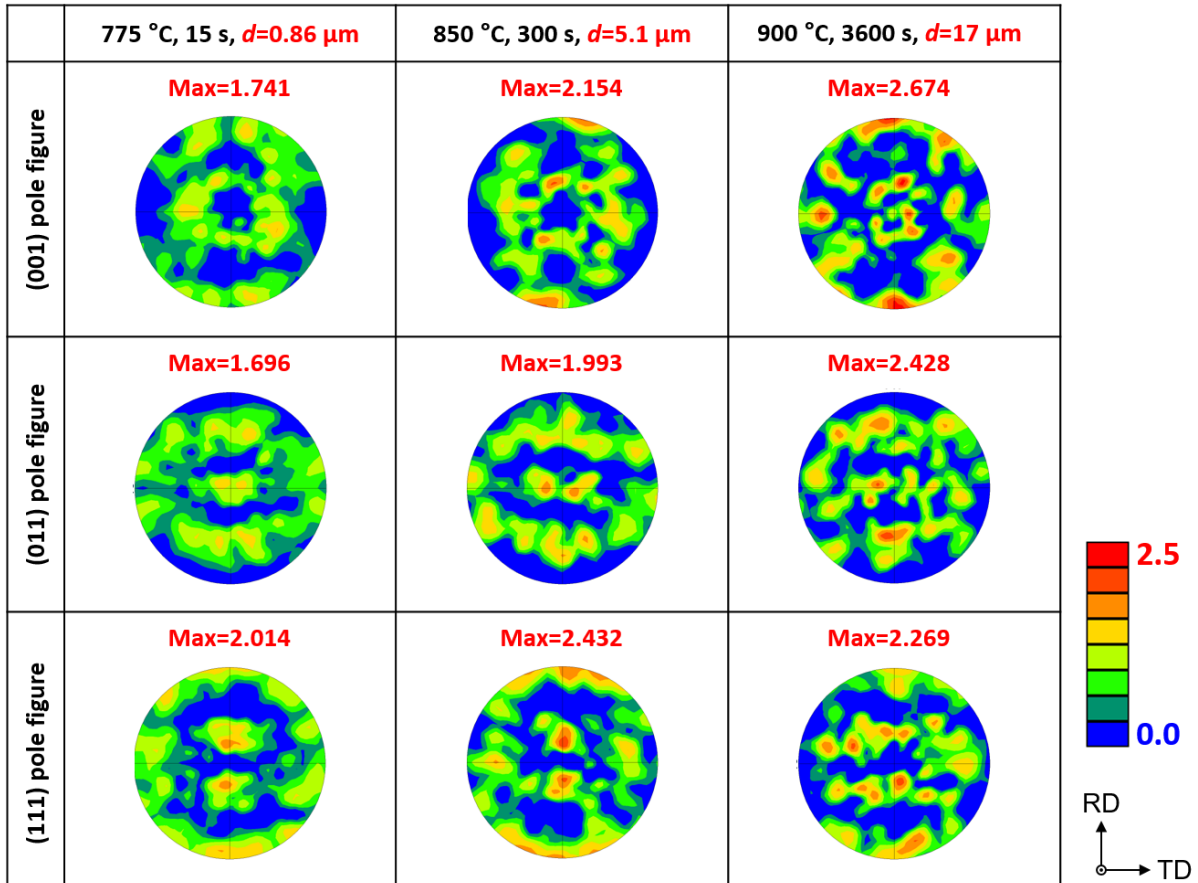 775 °C, 15 s, d=0.86 μm
850 °C, 300 s, d=5.1 μm
900 °C, 3600 s, d=17 μm
(001) pole figure
Max=1.741
Max=2.154
Max=2.674
(011) pole figure
Max=1.696
Max=1.993
Max=2.428
2.5
0.0
(111) pole figure
Max=2.014
Max=2.432
Max=2.269
RD
TD